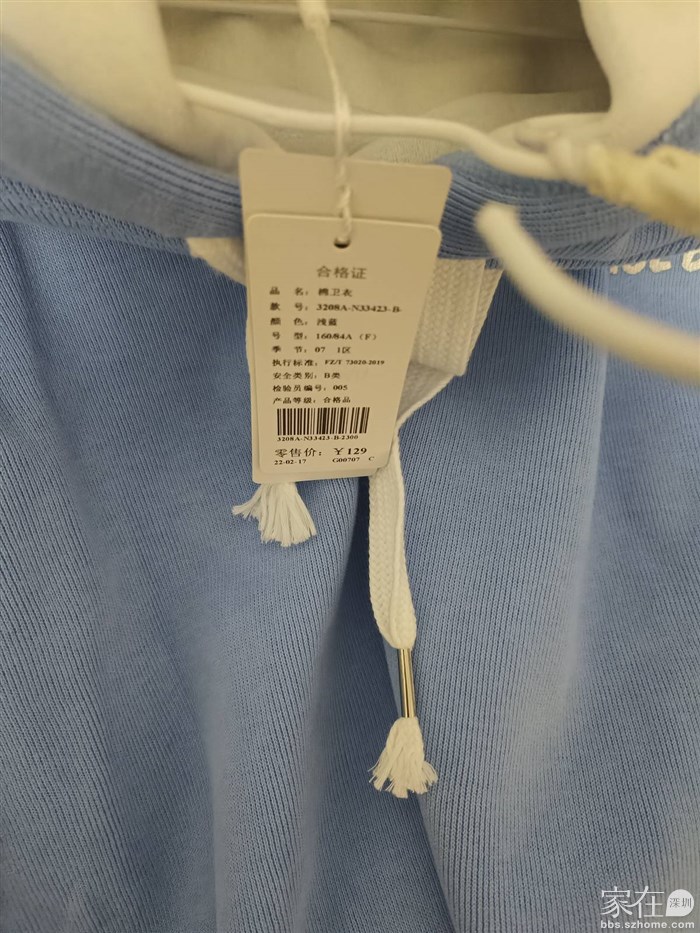 合格证
品 名: 携卫衣
款 号: 3208A-N33423-B-
颜 色: 浅蓝
号 型: 160/84A (F)
季 节: 07 1区
执行标准: FZ/T 73020-2019
安全类别: B类
检验员编号: 005
产品等级: 合格品
3208A-N33423-B-2300
零售价: ¥129
22-02-17 G00707 C
家在深圳
bbs.szhome.com